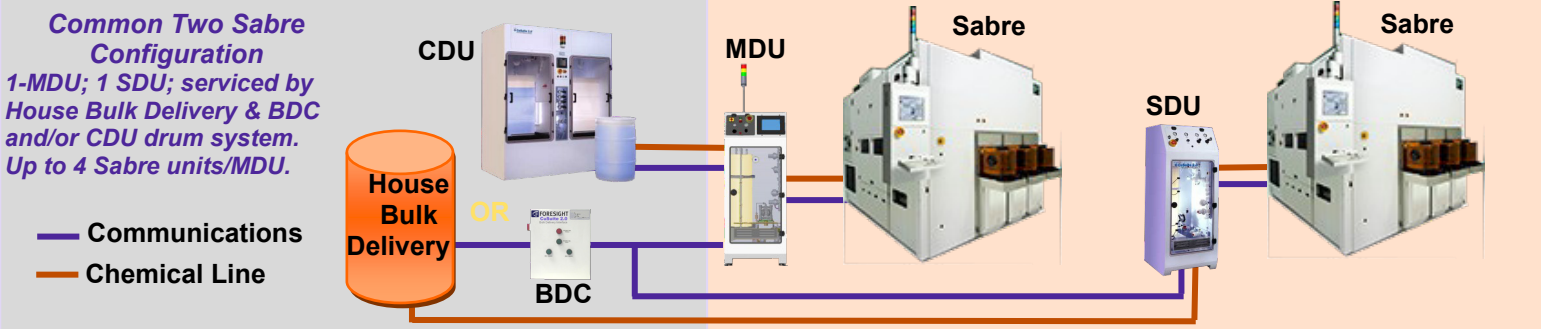 Common Two Sabre
Configuration
1-MDU; 1 SDU; serviced by
House Bulk Delivery & BDC
and/or CDU drum system.
Up to 4 Sabre units/MDU.
Communications
Chemical Line
CDU
House
Bulk
Delivery
OR
FORESIGHT
BDC
MDU
Sabre
SDU
Sabre